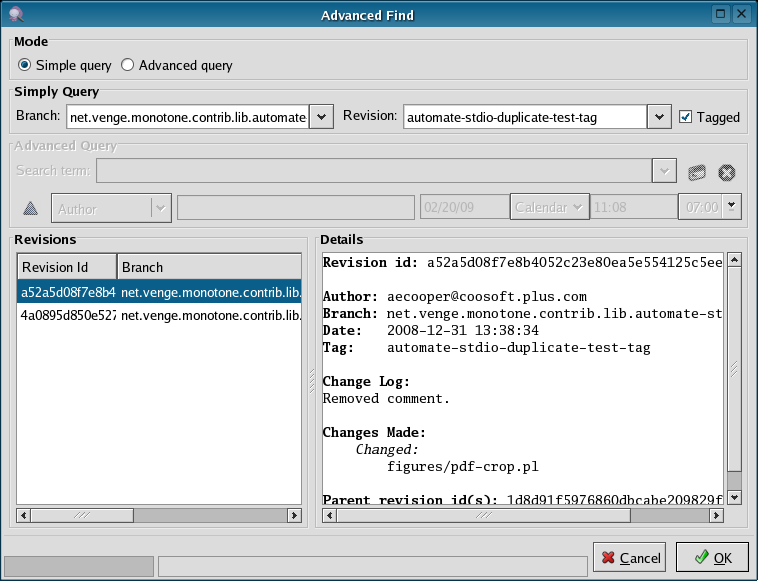 Advanced Find
Mode
Simple query Advanced query
Simply Query
Branch: net.venge.monotone.contrib.lib.automate- Revision: automate-stdio-duplicate-test-tag Tagged
Advanced Query
Search term:
Author 02/20/09 Calendar 11:08 07:00
Revisions
Revision Id Branch
a52a5d08f7e8b4 net.venge.monotone.contrib.lib.
4a0895d850e527 net.venge.monotone.contrib.lib.
Details
Revision id: a52a5d08f7e8b4052c23e80ea5e554125c5ee
Author: aecooper@coosoft.plus.com
Branch: net.venge.monotone.contrib.lib.automate-st
Date: 2008-12-31 13:38:34
Tag: automate-stdio-duplicate-test-tag
Change Log:
Removed comment.
Changes Made:
Changed:
figures/pdf-crop.pl
Parent revision id(s): 1d8d91f5976860dbcabe209829f
Cancel OK